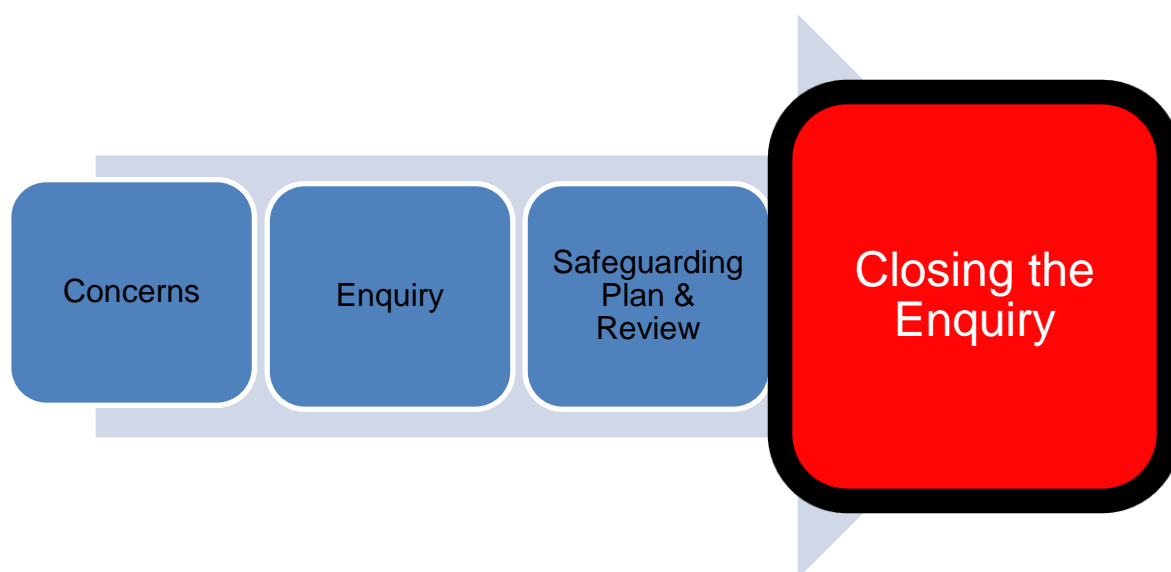 Concerns
Enquiry
Safeguarding
Plan &
Review
Closing the
Enquiry